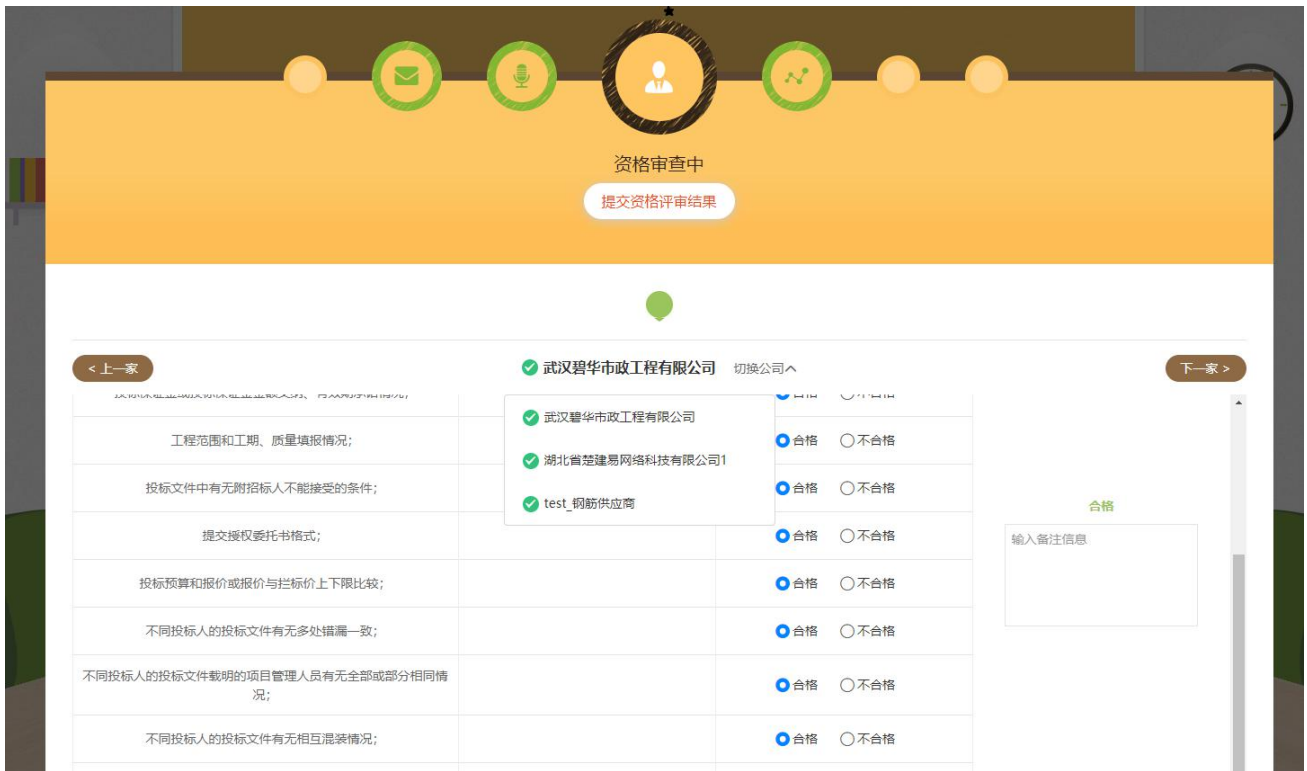 资格审查中
提交资格评审结果
< 上一家
武汉碧华市政工程有限公司 切换公司
下一家 >
武汉碧华市政工程有限公司
湖北省楚建易网络科技有限公司1
test_钢筋供应商
工程范围和工期、质量填报情况;
合格 不合格
投标文件中有无附招标人不能接受的条件;
合格 不合格
提交授权委托书格式;
合格 不合格
投标预算和报价或报价与拦标价上下限比较;
合格 不合格
不同投标人的投标文件有无多处错漏一致;
合格 不合格
不同投标人的投标文件载明的项目管理人员有无全部或部分相同情
况;
合格 不合格
不同投标人的投标文件有无相互混装情况;
合格 不合格
合格
输入备注信息